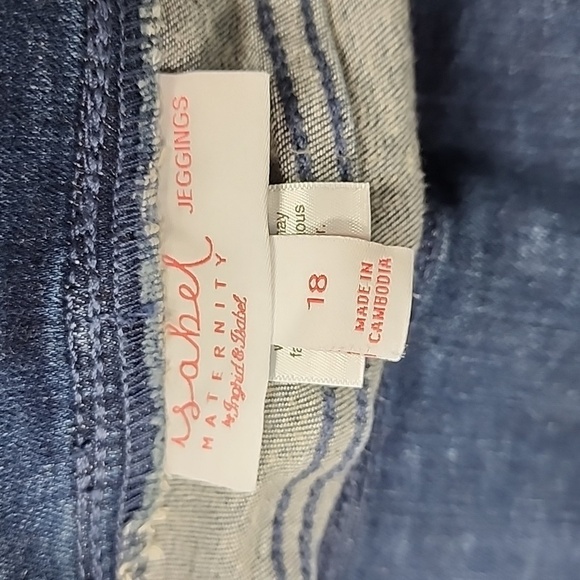 isabel
MATERNITY
by Ingrid & Isabel
JEGGINGS
18
MADE IN
CAMBODIA